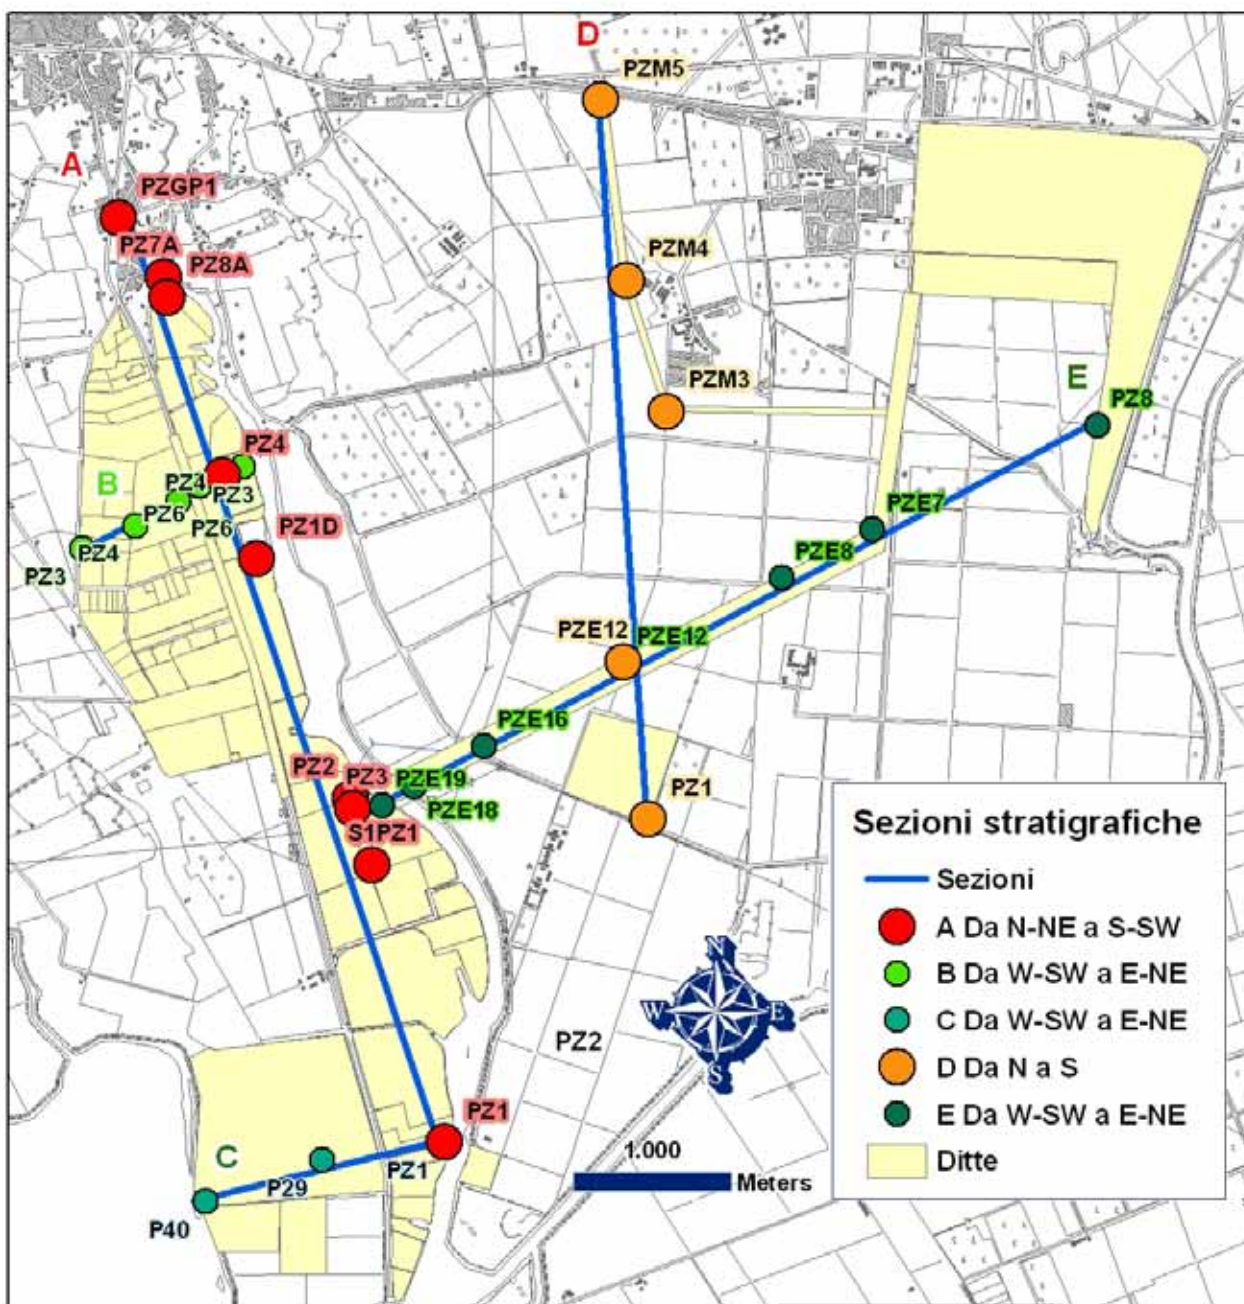 D
PZM5
A
PZGP1
PZ7A
PZ8A
PZM4
PZM3
E
PZ8
PZ4
B
PZ4
PZ3
PZ6
PZ6
PZ1D
PZ4
PZ3
PZE7
PZE8
PZE12
PZE12
PZE16
PZ2
PZ3
PZE19
PZE18
PZ1
S1PZ1
Sezioni stratigrafiche
Sezioni
A Da N-NE a S-SW
B Da W-SW a E-NE
C Da W-SW a E-NE
D Da N a S
E Da W-SW a E-NE
Ditte
N
W
E
S
PZ2
PZ1
C
PZ1
P29
P40
1.000
Meters